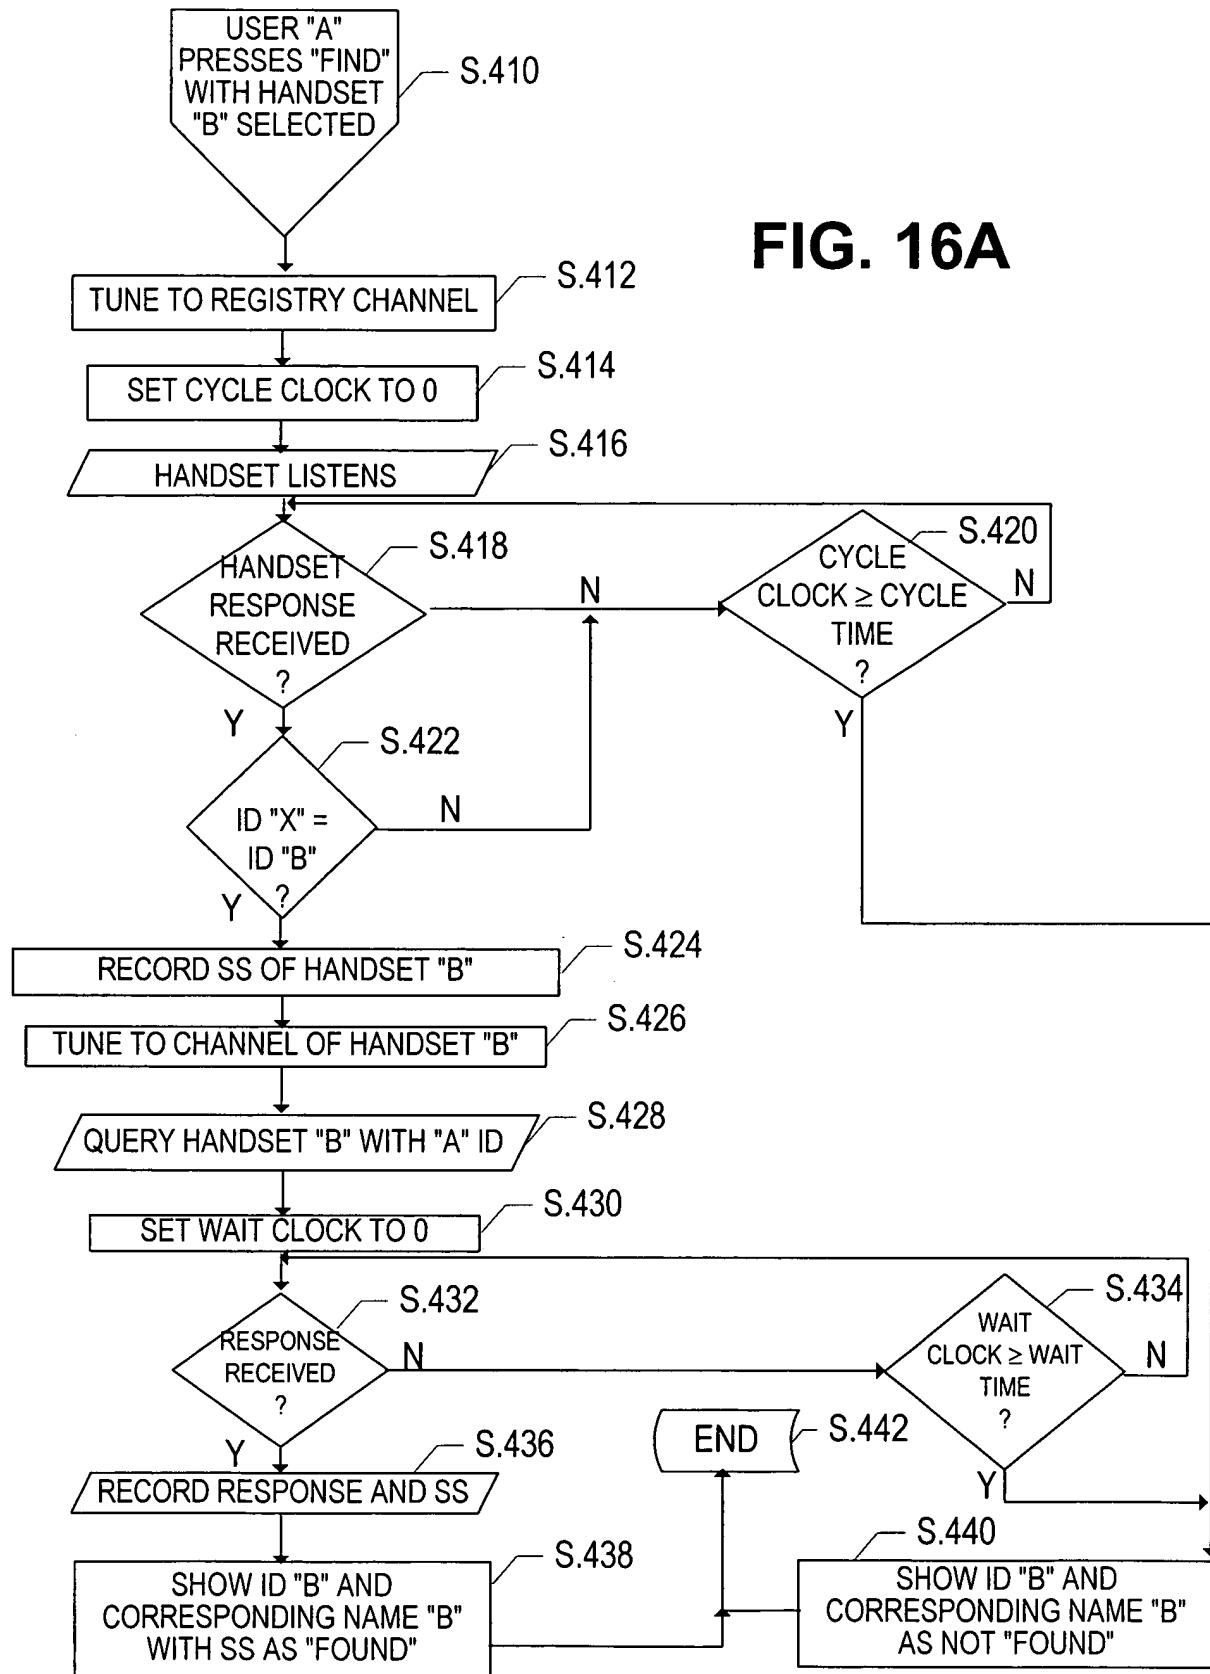 USER "A"
PRESSES "FIND"
WITH HANDSET
"B" SELECTED
S.410
FIG. 16A
TUNE TO REGISTRY CHANNEL
S.412
SET CYCLE CLOCK TO 0
S.414
HANDSET LISTENS
S.416
HANDSET
RESPONSE
RECEIVED
?
S.418
N
Y
CYCLE
CLOCK ≥ CYCLE
TIME
?
S.420
N
Y
ID "X" =
ID "B"
?
S.422
N
Y
RECORD SS OF HANDSET "B"
S.424
TUNE TO CHANNEL OF HANDSET "B"
S.426
QUERY HANDSET "B" WITH "A" ID
S.428
SET WAIT CLOCK TO 0
S.430
RESPONSE
RECEIVED
?
S.432
N
Y
WAIT
CLOCK ≥ WAIT
TIME
?
S.434
N
Y
RECORD RESPONSE AND SS
S.436
END
S.442
SHOW ID "B" AND
CORRESPONDING NAME "B"
WITH SS AS "FOUND"
S.438
SHOW ID "B" AND
CORRESPONDING NAME "B"
AS NOT "FOUND"
S.440